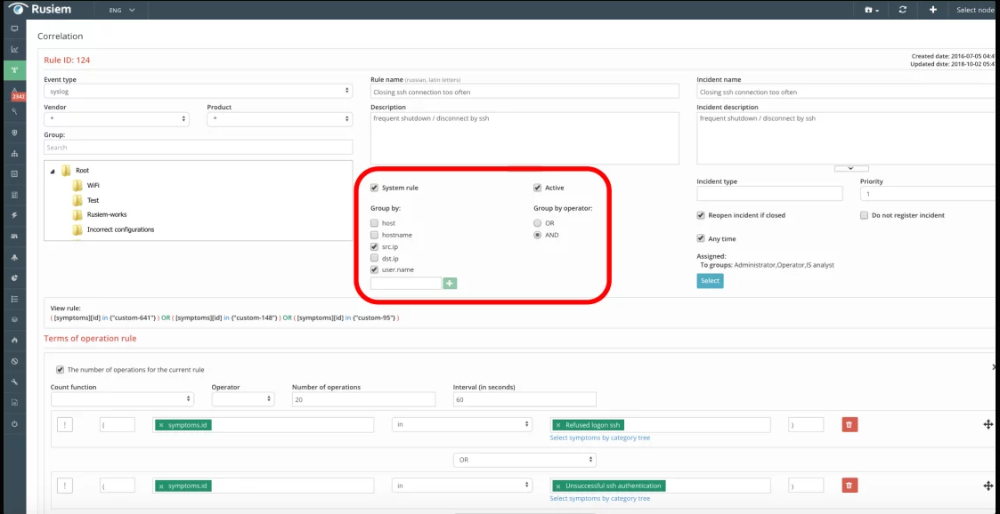 Rusiem
ENG
Select node
Correlation
Rule ID: 124
Created date: 2016-07-05 04:4
Updated dste: 2018-10-02 05:4
Event type
syslog
Rule name (russian, latin letters)
Closing ssh connection too often
Incident name
Closing ssh connection too often
Vendor
*
Product
*
Description
frequent shutdown / disconnect by ssh
Incident description
frequent shutdown / disconnect by ssh
Group:
Search
Root
WiFi
Test
Rusiem-works
Incorrect configurations
2342
System rule
Active
Group by:
host
hostname
src.ip
dst.ip
user.name
Group by operator:
OR
AND
Incident type
Priority
1
Reopen incident if closed
Do not register incident
Any time
Assigned:
To groups: Administrator,Operator,IS analyst
Select
View rule:
( [symptoms][id] in {"custom-641"} ) OR ( [symptoms][id] in {"custom-148"} ) OR ( [symptoms][id] in {"custom-95"} )
Terms of operation rule
The number of operations for the current rule
Count function
Operator
Number of operations
20
Interval (in seconds)
60
! ( × symptoms.id in × Refused logon ssh )
Select symptoms by category tree
OR
! ( × symptoms.id in × Unsuccessful ssh authentication )
Select symptoms by category tree